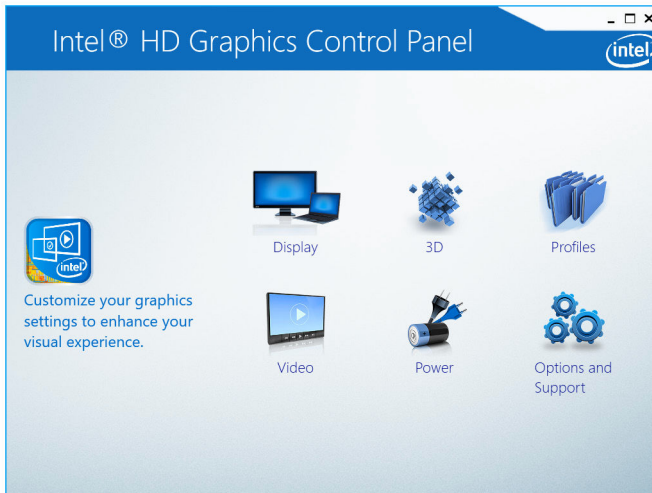 Intel® HD Graphics Control Panel
intel
Display
3D
Profiles
intel
Customize your graphics
settings to enhance your
visual experience.
Video
Power
Options and
Support